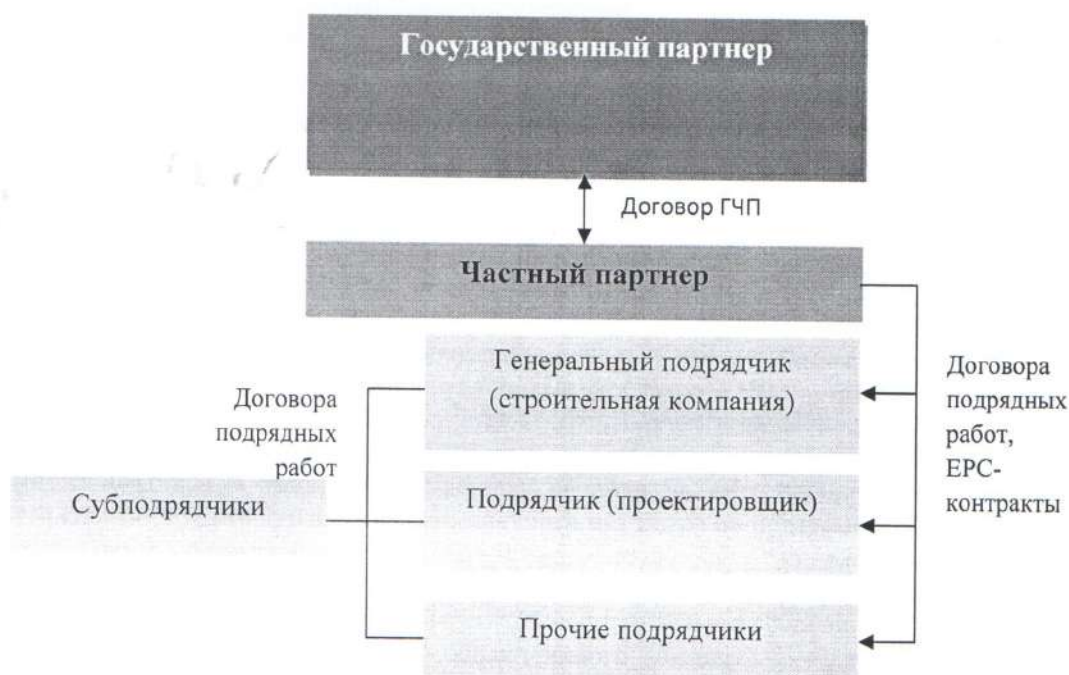 Государственный партнер
Договор ГЧП
Частный партнер
Генеральный подрядчик
(строительная компания)
Договора
подрядных
работ,
EPC-
контракты
Договора
подрядных
работ
Субподрядчики
Подрядчик (проектировщик)
Прочие подрядчики